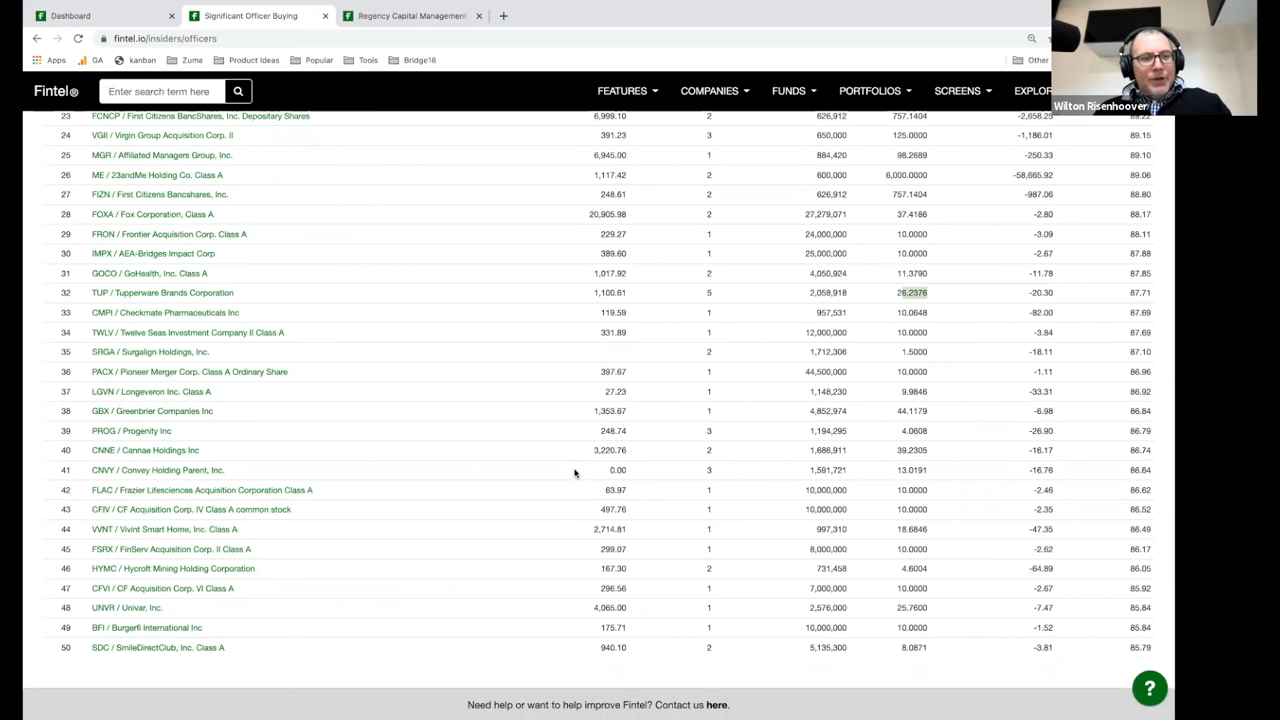 Dashboard × Significant Officer Buying × Regency Capital Management × +
fintel.io/insiders/officers
Apps GA kanban Zuma Product Ideas Popular Tools Bridge18 Other
Wilton Risenhoover
Fintel Enter search term here FEATURES COMPANIES FUNDS PORTFOLIOS SCREENS EXPLOR
23 FCNCP / First Citizens BancShares, Inc. Depositary Shares 6,999.10 2 626,912 757.1404 -2,658.29 89.22
24 VGII / Virgin Group Acquisition Corp. II 391.23 3 650,000 125.0000 -1,186.01 89.15
25 MGR / Affiliated Managers Group, Inc. 6,945.00 1 884,420 98.2689 -250.33 89.10
26 ME / 23andMe Holding Co. Class A 1,117.42 2 600,000 6,000.0000 -58,665.92 89.06
27 FIZN / First Citizens Bancshares, Inc. 248.61 2 626,912 757.1404 -987.06 88.80
28 FOXA / Fox Corporation, Class A 20,905.98 2 27,279,071 37.4186 -2.80 88.17
29 FRON / Frontier Acquisition Corp. Class A 229.27 1 24,000,000 10.0000 -3.09 88.11
30 IMPX / AEA-Bridges Impact Corp 389.60 1 25,000,000 10.0000 -2.67 87.88
31 GOCO / GoHealth, Inc. Class A 1,017.92 2 4,050,924 11.3790 -11.78 87.85
32 TUP / Tupperware Brands Corporation 1,100.61 5 2,058,918 26.2376 -20.30 87.71
33 CMPI / Checkmate Pharmaceuticals Inc 119.59 1 957,531 10.0648 -82.00 87.69
34 TWLV / Twelve Seas Investment Company II Class A 331.89 1 12,000,000 10.0000 -3.84 87.69
35 SRGA / Surgalign Holdings, Inc. 2 1,712,306 1.5000 -18.11 87.10
36 PACX / Pioneer Merger Corp. Class A Ordinary Share 397.67 1 44,500,000 10.0000 -1.11 86.96
37 LGVN / Longeveron Inc. Class A 27.23 1 1,148,230 9.9846 -33.31 86.92
38 GBX / Greenbrier Companies Inc 1,353.67 1 4,852,974 44.1179 -6.98 86.84
39 PROG / Progenity Inc 248.74 3 1,194,295 4.0608 -26.90 86.79
40 CNNE / Cannae Holdings Inc 3,220.76 2 1,686,911 39.2305 -16.17 86.74
41 CNVY / Convey Holding Parent, Inc. 0.00 3 1,591,721 13.0191 -16.76 86.64
42 FLAC / Frazier Lifesciences Acquisition Corporation Class A 63.97 1 10,000,000 10.0000 -2.46 86.62
43 CFIV / CF Acquisition Corp. IV Class A common stock 497.76 1 10,000,000 10.0000 -2.35 86.52
44 VVNT / Vivint Smart Home, Inc. Class A 2,714.81 1 997,310 18.6846 -47.35 86.49
45 FSRX / FinServ Acquisition Corp. II Class A 299.07 1 8,000,000 10.0000 -2.62 86.17
46 HYMC / Hycroft Mining Holding Corporation 167.30 2 731,458 4.6004 -64.89 86.05
47 CFVI / CF Acquisition Corp. VI Class A 296.56 1 7,000,000 10.0000 -2.67 85.92
48 UNVR / Univar, Inc. 4,065.00 1 2,576,000 25.7600 -7.47 85.84
49 BFI / Burgerfi International Inc 175.71 1 10,000,000 10.0000 -1.52 85.84
50 SDC / SmileDirectClub, Inc. Class A 940.10 2 5,135,300 8.0871 -3.81 85.79
?
Need help or want to help improve Fintel? Contact us here.